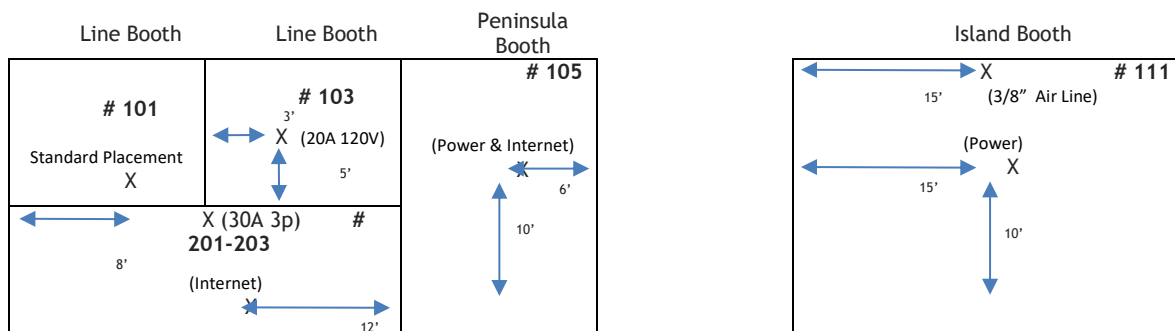 Line Booth
Line Booth
Peninsula
Booth
Island Booth
# 101
Standard Placement
X
# 103
3’
X (20A 120V)
5’
# 105
(Power & Internet)
X
6’
10’
X (30A 3p) #
201-203
8’
(Internet)
X
12’
# 111
X
15’
(3/8” Air Line)
(Power)
X
15’
10’